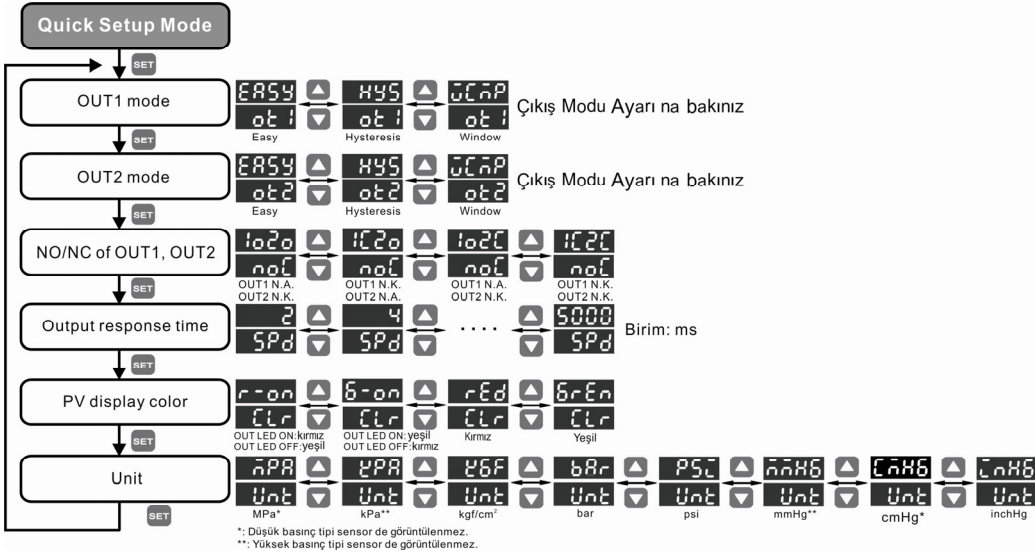 Quick Setup Mode
SET
OUT1 mode
EASY HYS WCMP
ot1 ot1 ot1
Easy Hysteresis Window
Çıkış Modu Ayarı na bakınız
SET
OUT2 mode
EASY HYS WCMP
ot2 ot2 ot2
Easy Hysteresis Window
Çıkış Modu Ayarı na bakınız
SET
NO/NC of OUT1, OUT2
1o2o 1C2o 1o2C 1C2C
noC noC noC noC
OUT1 N.A. OUT1 N.K. OUT1 N.A. OUT1 N.K.
OUT2 N.K. OUT2 N.A. OUT2 N.K. OUT2 N.K.
SET
Output response time
2 4 .... 5000
SPd SPd SPd
Birim: ms
SET
PV display color
r-on G-on rEd GrEn
CLr CLr CLr CLr
OUT LED ON:kırmız OUT LED ON:yeşil Kırmız Yeşil
OUT LED OFF:yeşil OUT LED OFF:kırmız
SET
Unit
MPA KPA KGF bAr PSi mmHG CmHG inHG
Unt Unt Unt Unt Unt Unt Unt Unt
MPa* kPa** kgf/cm² bar psi mmHg** cmHg* inchHg
SET
*: Düşük basınç tipi sensor de görüntülenmez.
**: Yüksek basınç tipi sensor de görüntülenmez.